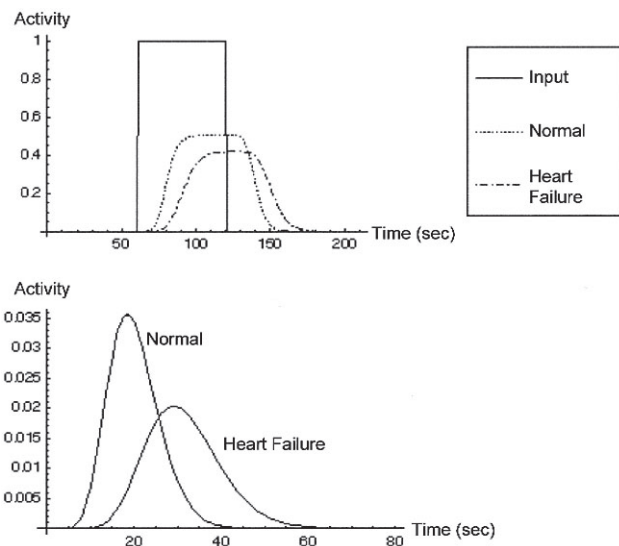 Activity
1
0.8
0.6
0.4
0.2
50
100
150
200
Time (sec)
Input
Normal
Heart
Failure
Activity
0.035
0.03
0.025
0.02
0.015
0.01
0.005
20
40
60
80
Time (sec)
Normal
Heart Failure